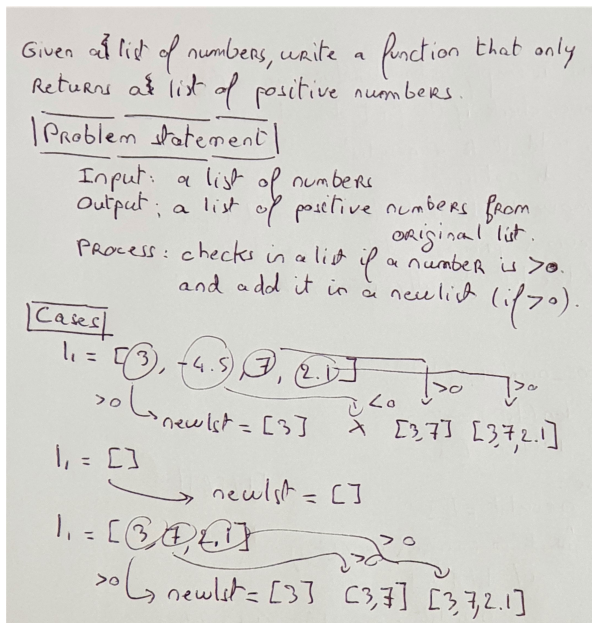 Given a list of numbers, write a function that only
Returns a list of positive numbers.
Problem statement
Input: a list of numbers
Output: a list of positive numbers from
original list.
Process: checks in a list if a number is >0.
and add it in a newlist (if >0).
Cases
l₁ = [3, -4.5, 7, 2.1]
>0 newlst = [3] <0 X >0 [3,7] >0 [3,7,2.1]
l₁ = []
newlst = []
l₁ = [3, 7, 2.1]
>0 newlst = [3] >0 [3,7] >0 [3,7,2.1]